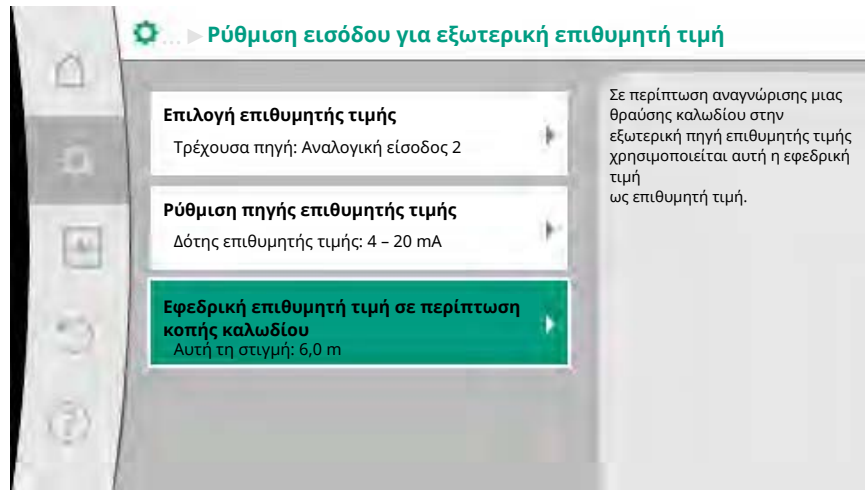 ... Ρύθμιση εισόδου για εξωτερική επιθυμητή τιμή
Επιλογή επιθυμητής τιμής
Τρέχουσα πηγή: Αναλογική είσοδος 2
Ρύθμιση πηγής επιθυμητής τιμής
Δότης επιθυμητής τιμής: 4 – 20 mA
Εφεδρική επιθυμητή τιμή σε περίπτωση
κοπής καλωδίου
Αυτή τη στιγμή: 6,0 m
Σε περίπτωση αναγνώρισης μιας
θραύσης καλωδίου στην
εξωτερική πηγή επιθυμητής τιμής
χρησιμοποιείται αυτή η εφεδρική
τιμή
ως επιθυμητή τιμή.